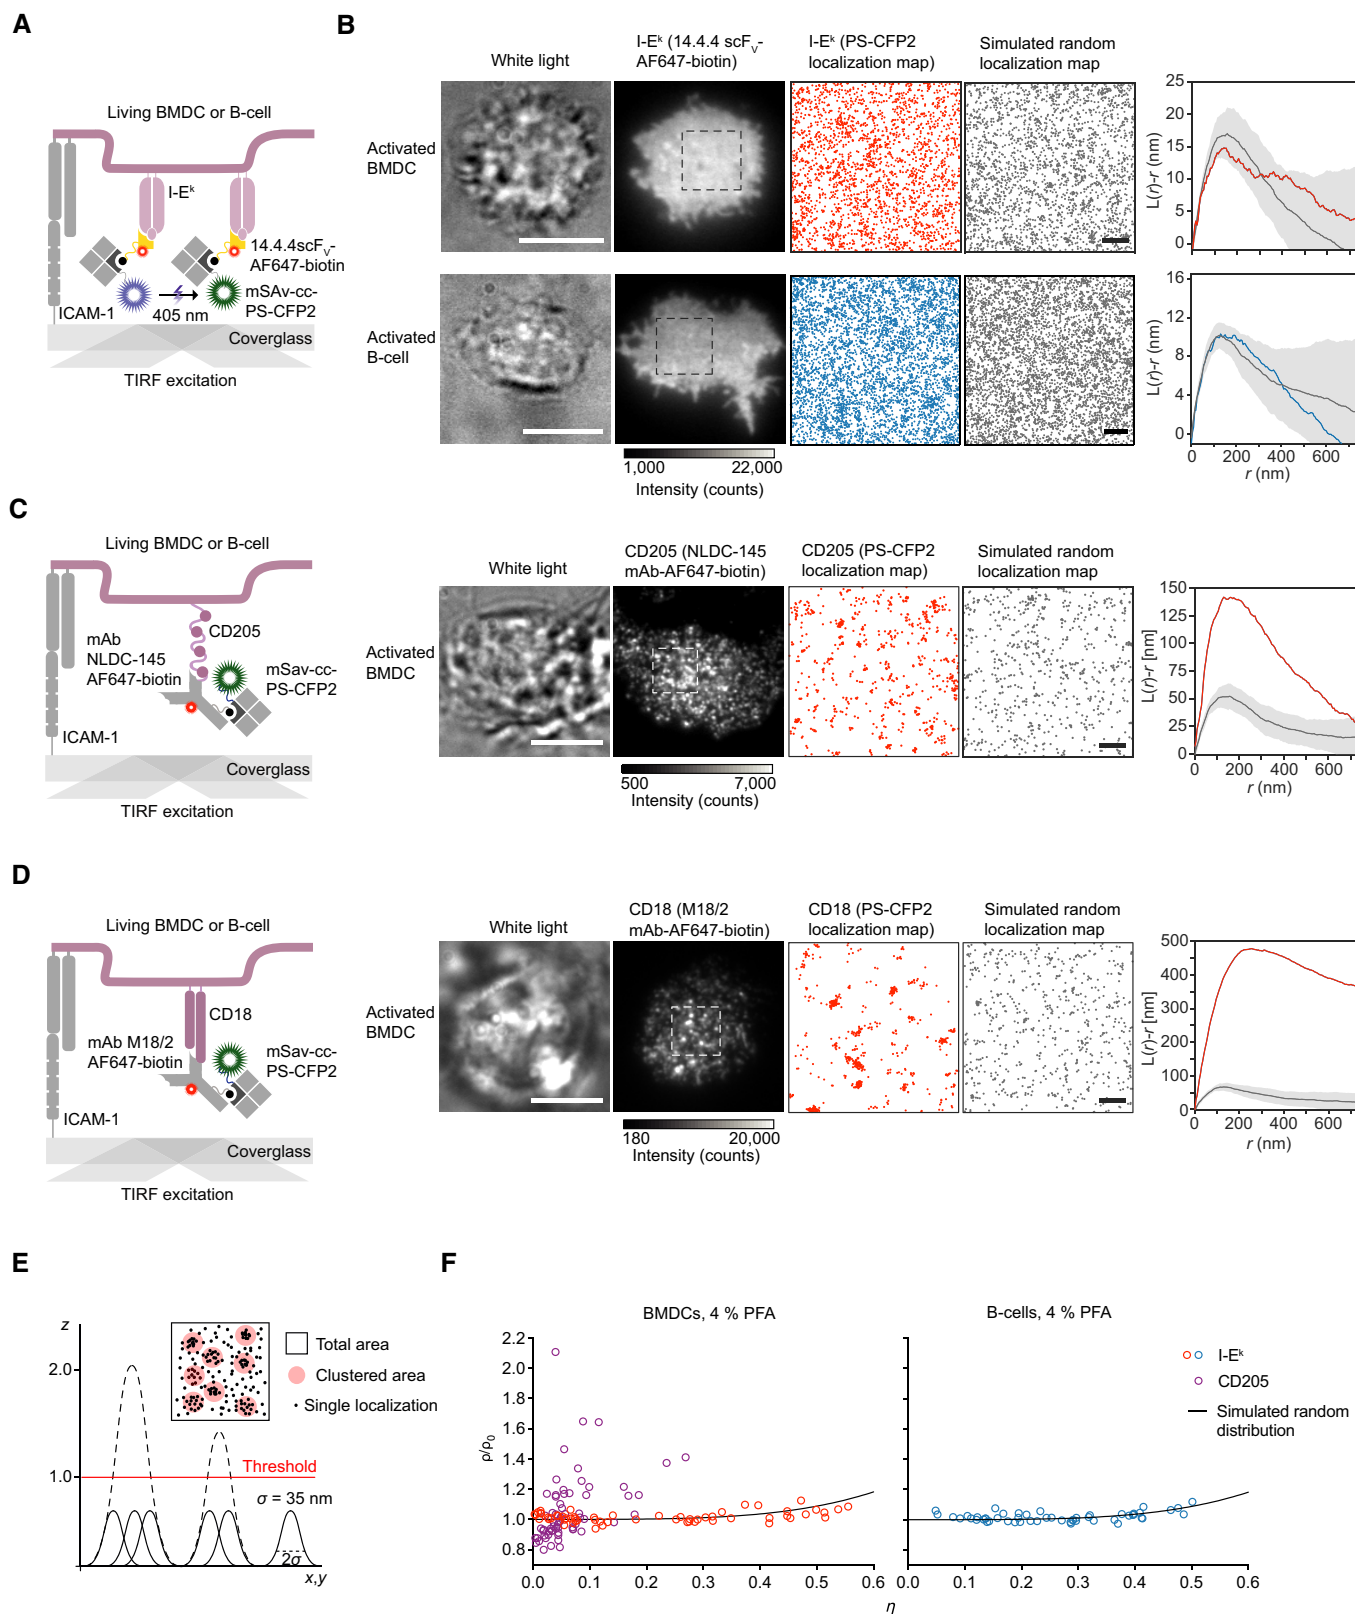 A
Living BMDC or B-cell
I-Eᵏ
14.4.4scFV-
AF647-biotin
mSAv-cc-
PS-CFP2
ICAM-1
405 nm
Coverglass
TIRF excitation
B
White light
I-Eᵏ (14.4.4 scFV-
AF647-biotin)
I-Eᵏ (PS-CFP2
localization map)
Simulated random
localization map
Activated
BMDC
25
20
15
10
5
0
L(r)-r (nm)
Activated
B-cell
1,000 22,000
Intensity (counts)
16
12
8
4
0
L(r)-r (nm)
0 200 400 600
r (nm)
C
Living BMDC or B-cell
CD205
mAb
NLDC-145
AF647-biotin
mSav-cc-
PS-CFP2
ICAM-1
Coverglass
TIRF excitation
White light
CD205 (NLDC-145
mAb-AF647-biotin)
CD205 (PS-CFP2
localization map)
Simulated random
localization map
Activated
BMDC
500 7,000
Intensity (counts)
150
125
100
75
50
25
0
L(r)-r [nm]
0 200 400 600
r (nm)
D
Living BMDC or B-cell
CD18
mAb M18/2
AF647-biotin
mSav-cc-
PS-CFP2
ICAM-1
Coverglass
TIRF excitation
White light
CD18 (M18/2
mAb-AF647-biotin)
CD18 (PS-CFP2
localization map)
Simulated random
localization map
Activated
BMDC
180 20,000
Intensity (counts)
500
400
300
200
100
0
L(r)-r [nm]
0 200 400 600
r (nm)
E
z
2.0
1.0
Total area
Clustered area
Single localization
Threshold
σ = 35 nm
2σ
x,y
F
BMDCs, 4 % PFA
2.2
2.0
1.8
1.6
1.4
1.2
1.0
0.8
ρ/ρ0
0.0 0.1 0.2 0.3 0.4 0.5 0.6
B-cells, 4 % PFA
0.0 0.1 0.2 0.3 0.4 0.5 0.6
η
I-Eᵏ
CD205
Simulated random
distribution